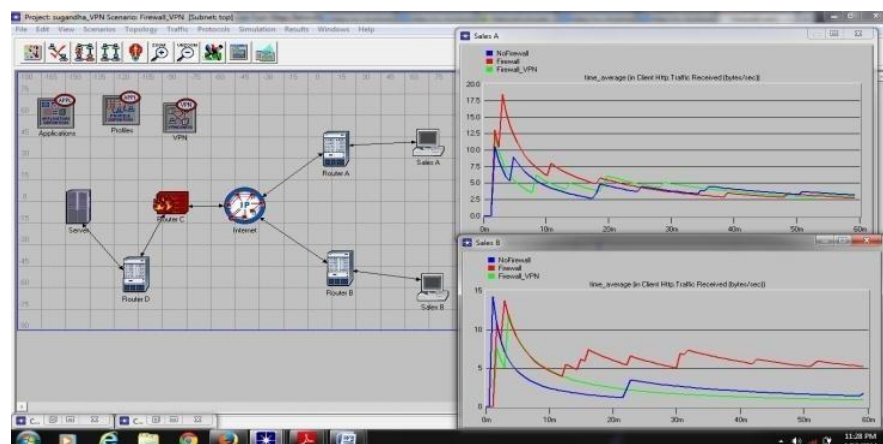 Project: sugandha_VPN Scenario: Firewall_VPN [Subnet: top]
File Edit View Scenarios Topology Traffic Protocols Simulation Results Windows Help
Applications
Profiles
VPN
Server
Router C
Router D
Internet
Router A
Router B
Sales A
Sales B
Sales A
NoFirewall
Firewall
Firewall_VPN
time_average (in Client Http.Traffic Received (bytes/sec))
20.0
17.5
15.0
12.5
10.0
7.5
5.0
2.5
0.0
0m 10m 20m 30m 40m 50m 60m
Sales B
NoFirewall
Firewall
Firewall_VPN
time_average (in Client Http.Traffic Received (bytes/sec))
15
10
5
0
0m 10m 20m 30m 40m 50m 60m
C...
C...
11:28 PM